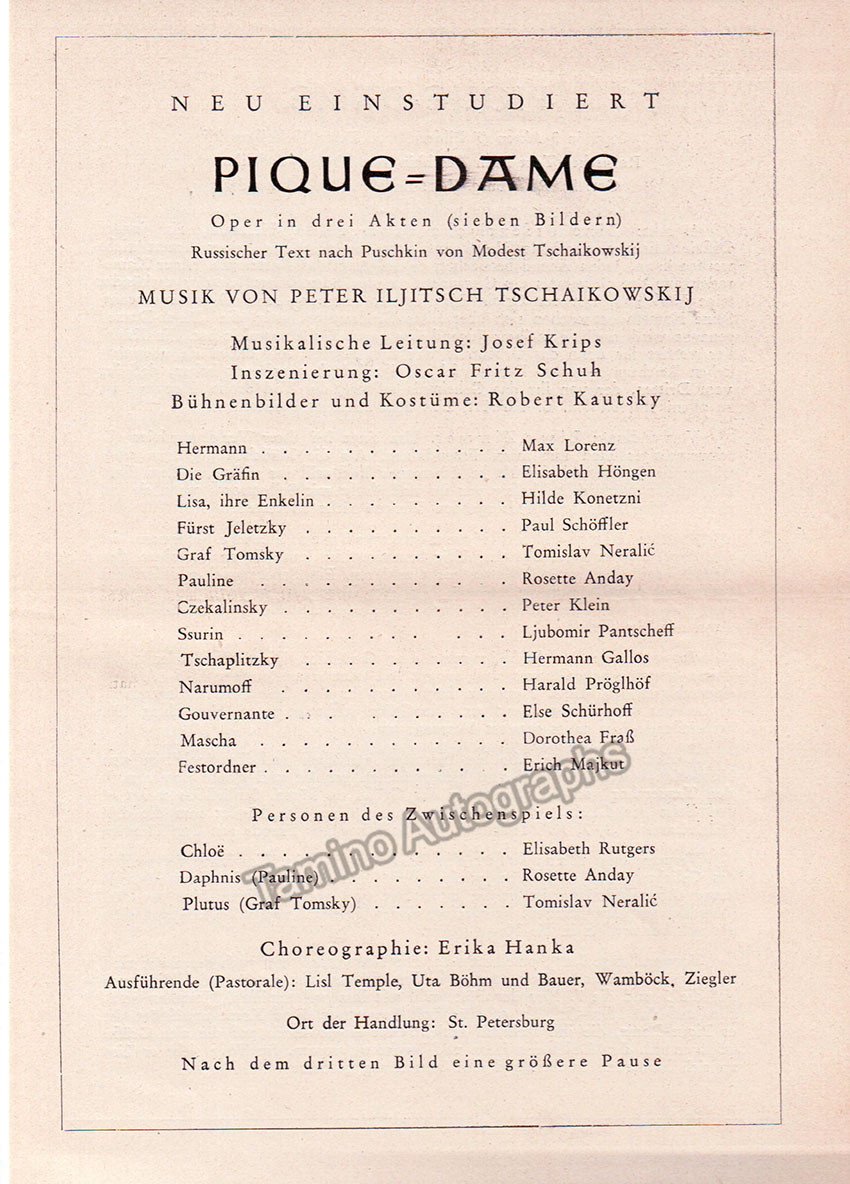 NEU EINSTUDIERT
PIQUE=DAME
Oper in drei Akten (sieben Bildern)
Russischer Text nach Puschkin von Modest Tschaikowskij
MUSIK VON PETER ILJITSCH TSCHAIKOWSKIJ
Musikalische Leitung: Josef Krips
Inszenierung: Oscar Fritz Schuh
Bühnenbilder und Kostüme: Robert Kautsky
Hermann . . . . . . . . . . . . Max Lorenz
Die Gräfin . . . . . . . . . . . Elisabeth Höngen
Lisa, ihre Enkelin . . . . . . . . Hilde Konetzni
Fürst Jeletzky . . . . . . . . . . Paul Schöffler
Graf Tomsky . . . . . . . . . . Tomislav Neralić
Pauline . . . . . . . . . . . . Rosette Anday
Czekalinsky . . . . . . . . . . . Peter Klein
Ssurin . . . . . . . . . . . . Ljubomir Pantscheff
Tschaplitzky . . . . . . . . . . Hermann Gallos
Narumoff . . . . . . . . . . . Harald Pröglhöf
Gouvernante . . . . . . . . . . Else Schürhoff
Mascha . . . . . . . . . . . . Dorothea Fraß
Festordner . . . . . . . . . . . Erich Majkut
Personen des Zwischenspiels:
Chloë . . . . . . . . . . . . . Elisabeth Rutgers
Daphnis (Pauline) . . . . . . . . Rosette Anday
Plutus (Graf Tomsky) . . . . . . . Tomislav Neralić
Tamino Autographs
Choreographie: Erika Hanka
Ausführende (Pastorale): Lisl Temple, Uta Böhm und Bauer, Wamböck, Ziegler
Ort der Handlung: St. Petersburg
Nach dem dritten Bild eine größere Pause